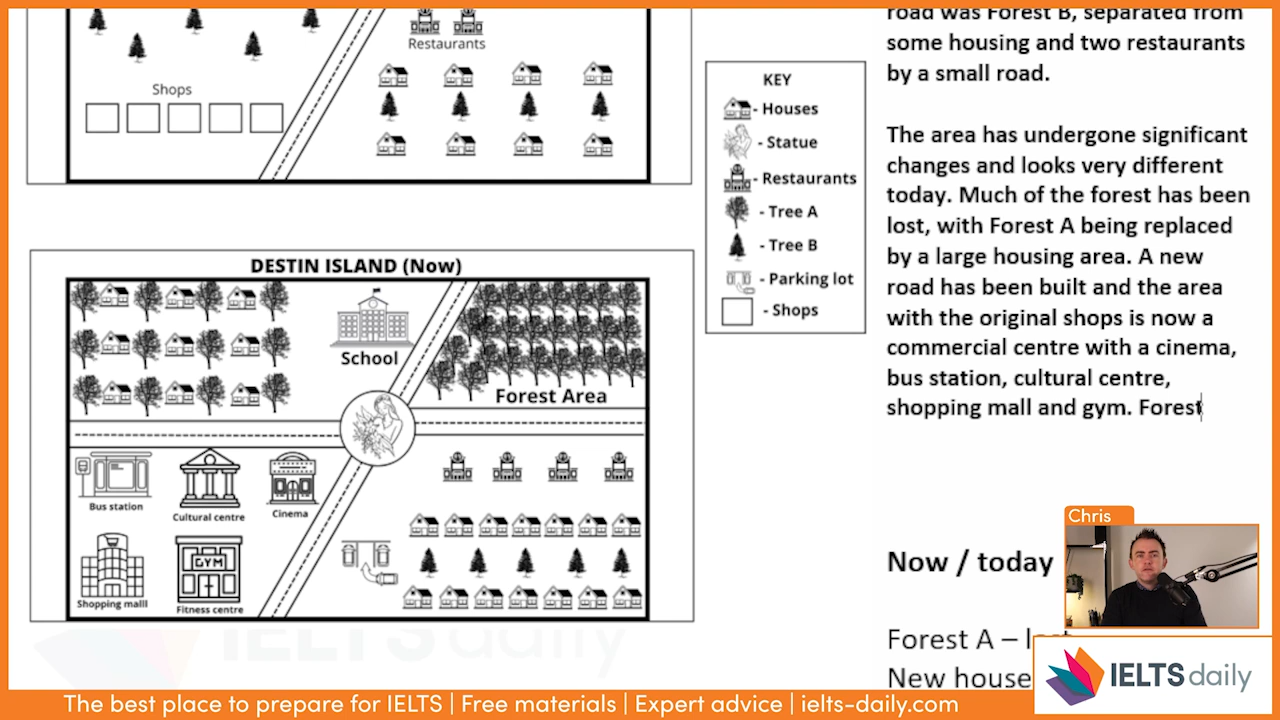 Restaurants
Shops
KEY
- Houses
- Statue
- Restaurants
- Tree A
- Tree B
- Parking lot
- Shops
DESTIN ISLAND (Now)
School
Forest Area
Bus station
Cultural centre
Cinema
Shopping malll
GYM
Fitness centre
road was Forest B, separated from
some housing and two restaurants
by a small road.
The area has undergone significant
changes and looks very different
today. Much of the forest has been
lost, with Forest A being replaced
by a large housing area. A new
road has been built and the area
with the original shops is now a
commercial centre with a cinema,
bus station, cultural centre,
shopping mall and gym. Forest
Now / today
Forest A –
New house
Chris
IELTS daily
IELTS daily
The best place to prepare for IELTS | Free materials | Expert advice | ielts-daily.com